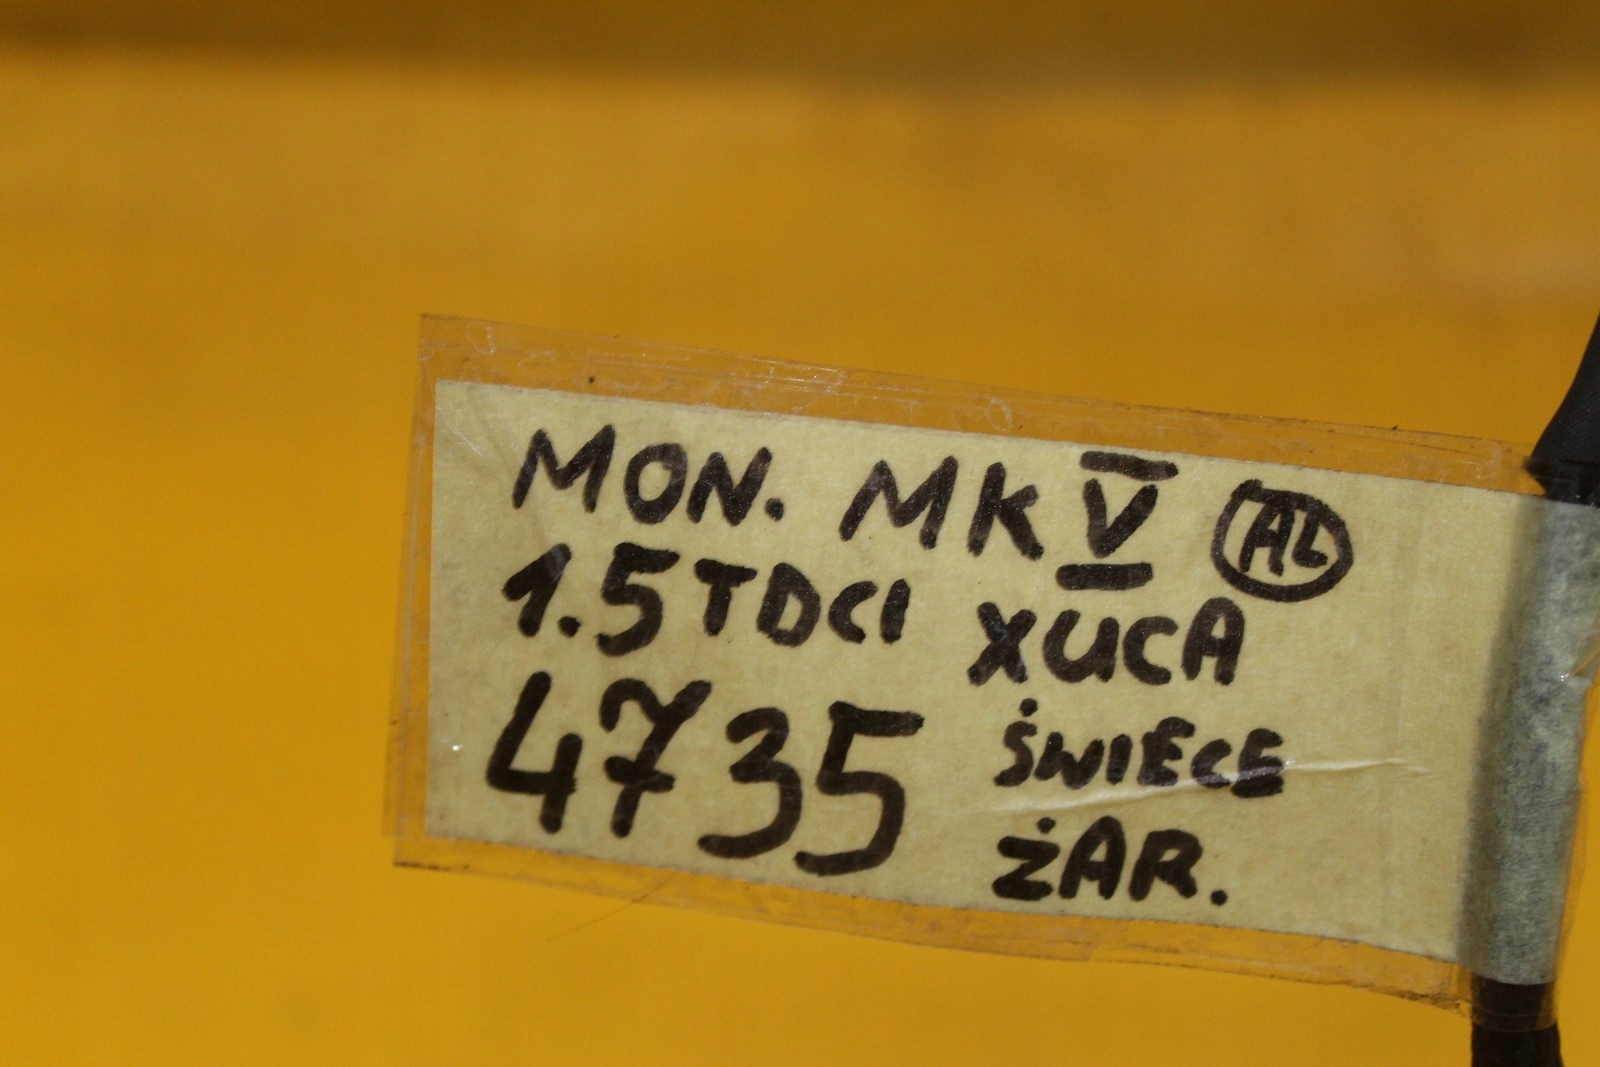 MON. MK V AL
1.5 TDCI XUCA
4735 ŚWIECE
ŻAR.